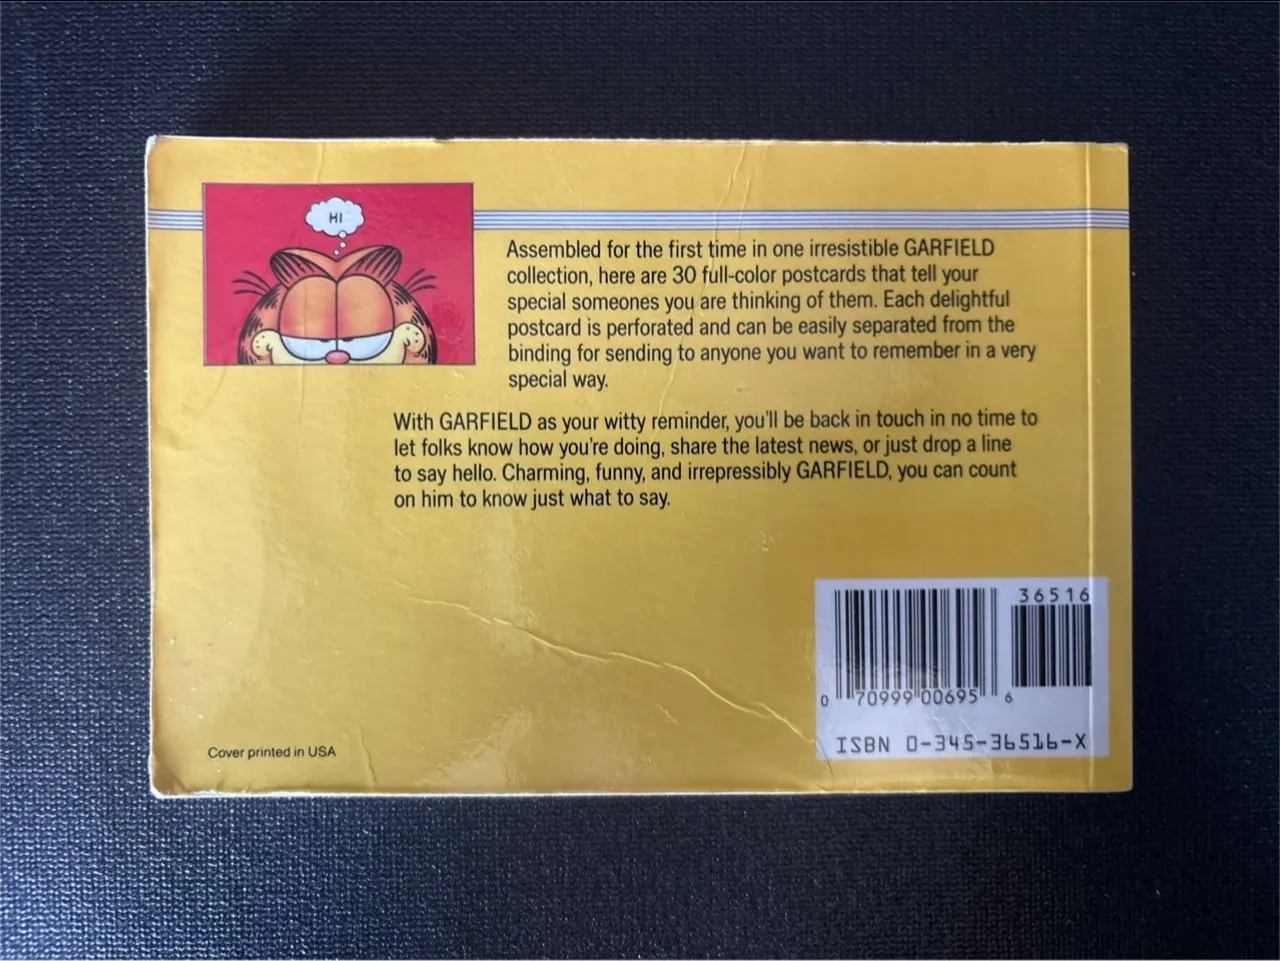 HI
Assembled for the first time in one irresistible GARFIELD
collection, here are 30 full-color postcards that tell your
special someones you are thinking of them. Each delightful
postcard is perforated and can be easily separated from the
binding for sending to anyone you want to remember in a very
special way.
With GARFIELD as your witty reminder, you'll be back in touch in no time to
let folks know how you're doing, share the latest news, or just drop a line
to say hello. Charming, funny, and irrepressibly GARFIELD, you can count
on him to know just what to say.
36516
0 70999 00695 6
ISBN 0-345-36516-X
Cover printed in USA